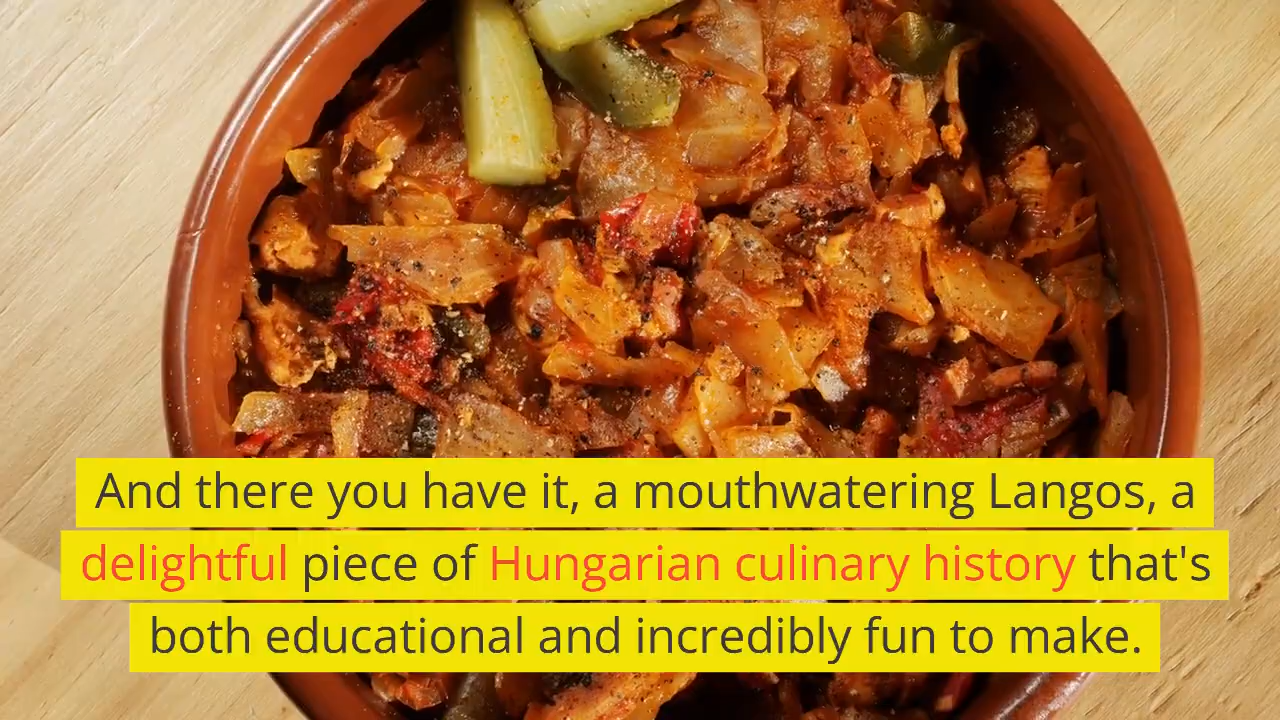 And there you have it, a mouthwatering Langos, a
delightful piece of Hungarian culinary history that's
both educational and incredibly fun to make.